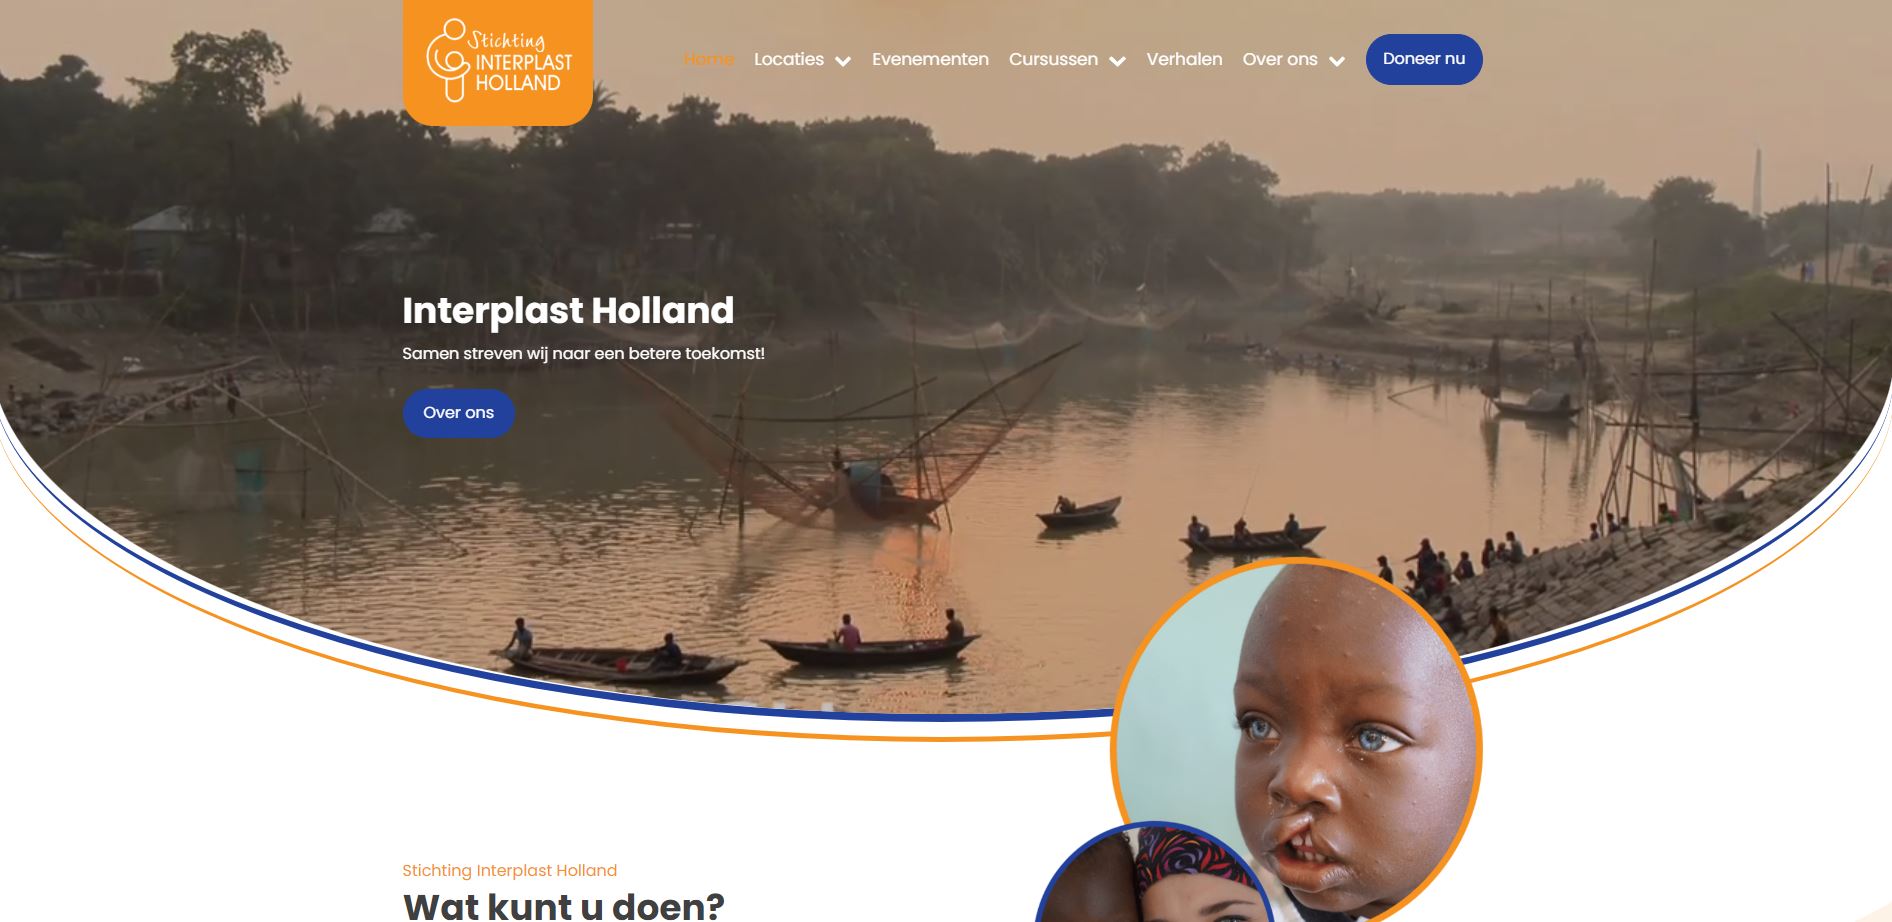 Stichting
INTERPLAST
HOLLAND
Home Locaties Evenementen Cursussen Verhalen Over ons Doneer nu
Interplast Holland
Samen streven wij naar een betere toekomst!
Over ons
Stichting Interplast Holland
Wat kunt u doen?